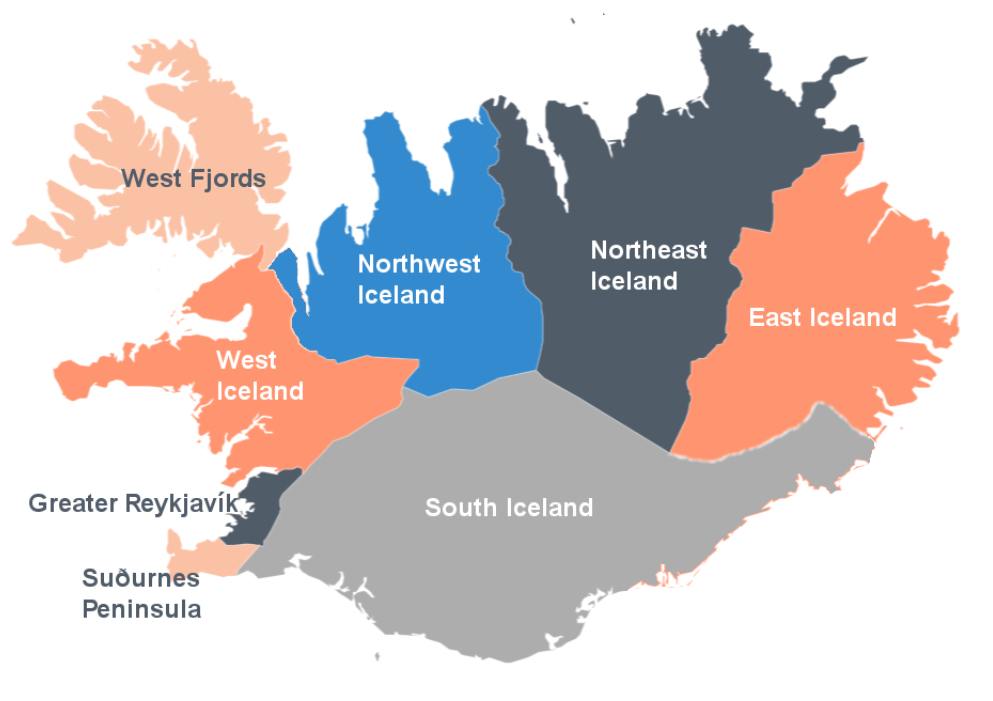 West Fjords
Northwest
Iceland
Northeast
Iceland
East Iceland
West
Iceland
Greater Reykjavík
South Iceland
Suðurnes
Peninsula